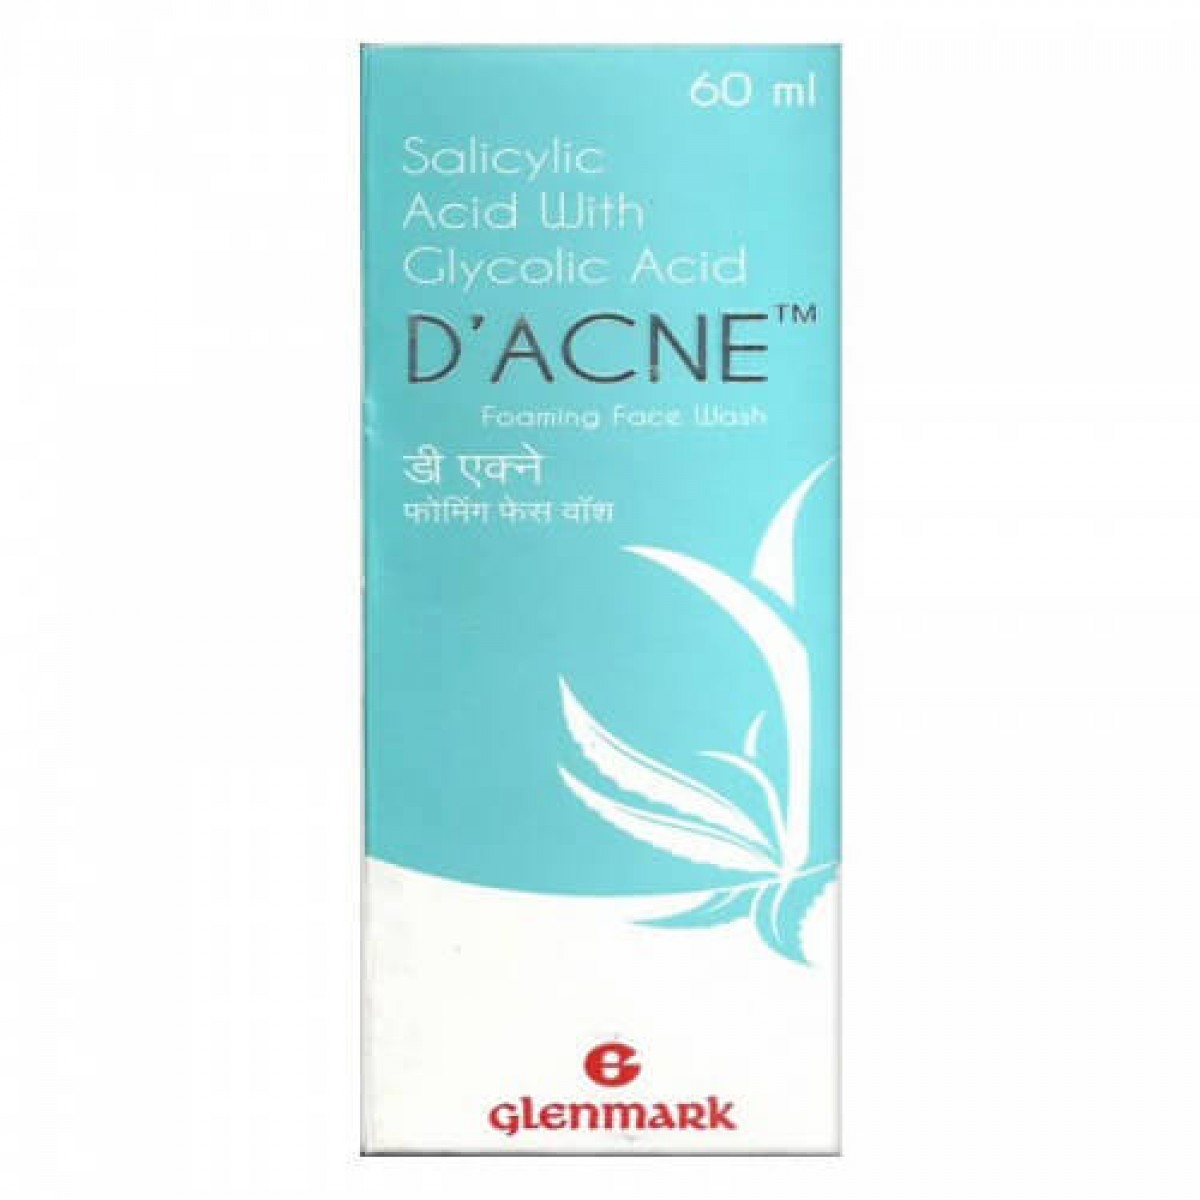 60 ml
Salicylic
Acid With
Glycolic Acid
D'ACNE™
Foaming Face Wash
डी एक्ने
फोमिंग फेस वॉश
Glenmark